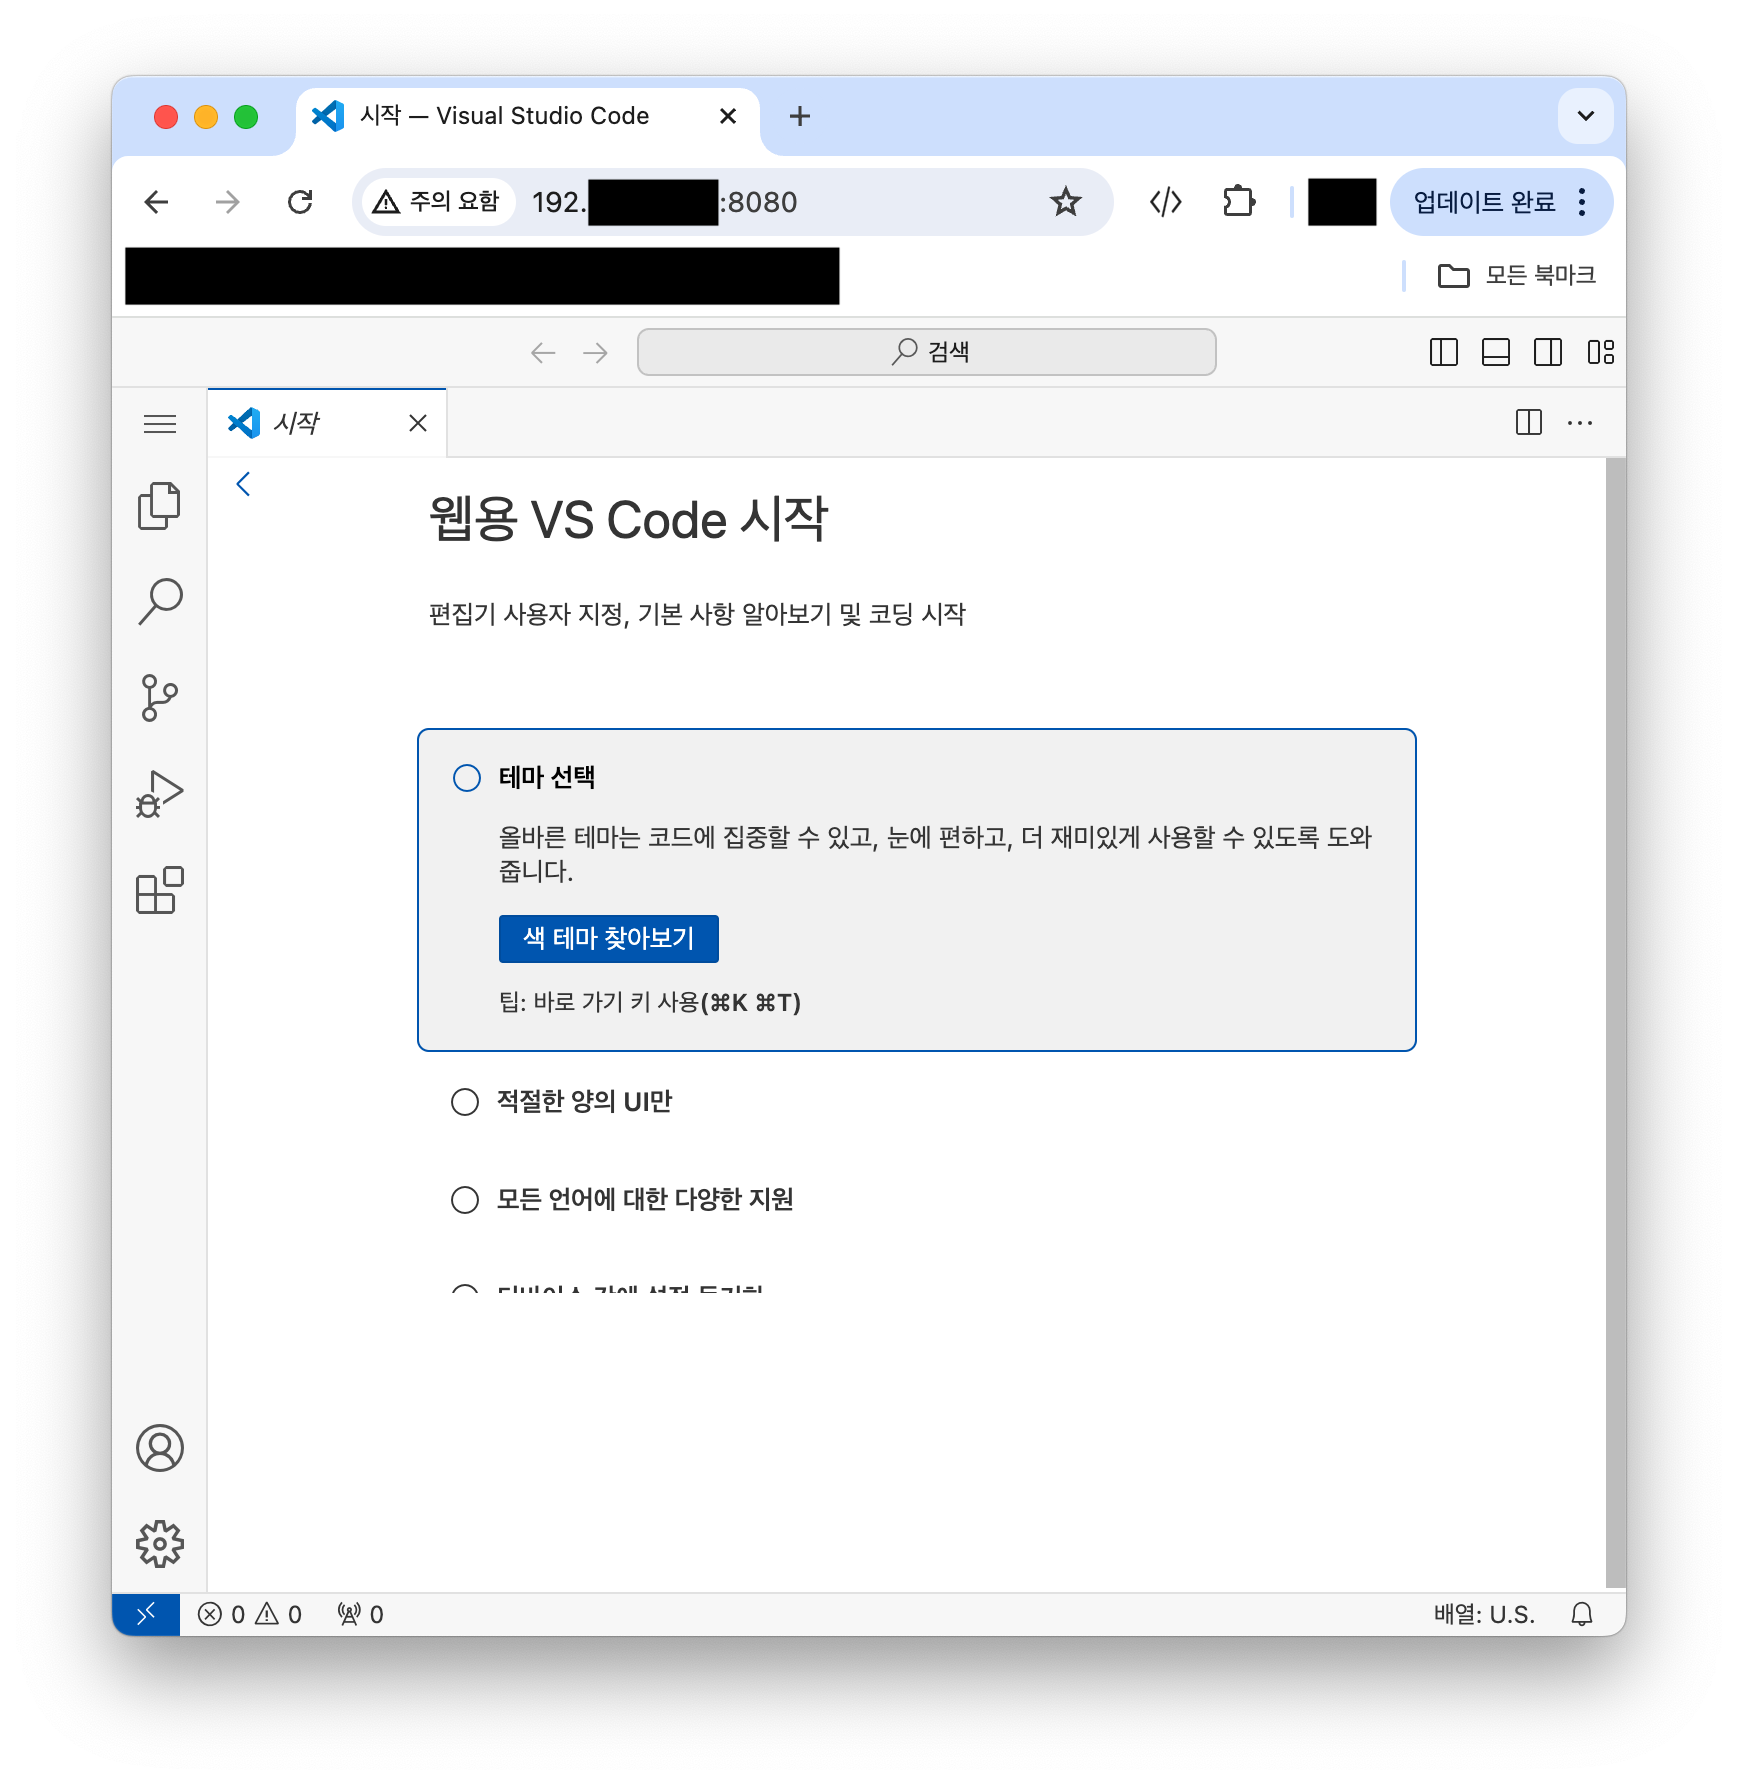 시작 — Visual Studio Code
주의 요함 192. :8080 업데이트 완료
모든 북마크
검색
시작
웹용 VS Code 시작
편집기 사용자 지정, 기본 사항 알아보기 및 코딩 시작
테마 선택
올바른 테마는 코드에 집중할 수 있고, 눈에 편하고, 더 재미있게 사용할 수 있도록 도와
줍니다.
색 테마 찾아보기
팁: 바로 가기 키 사용(⌘K ⌘T)
적절한 양의 UI만
모든 언어에 대한 다양한 지원
0 0 0 배열: U.S.